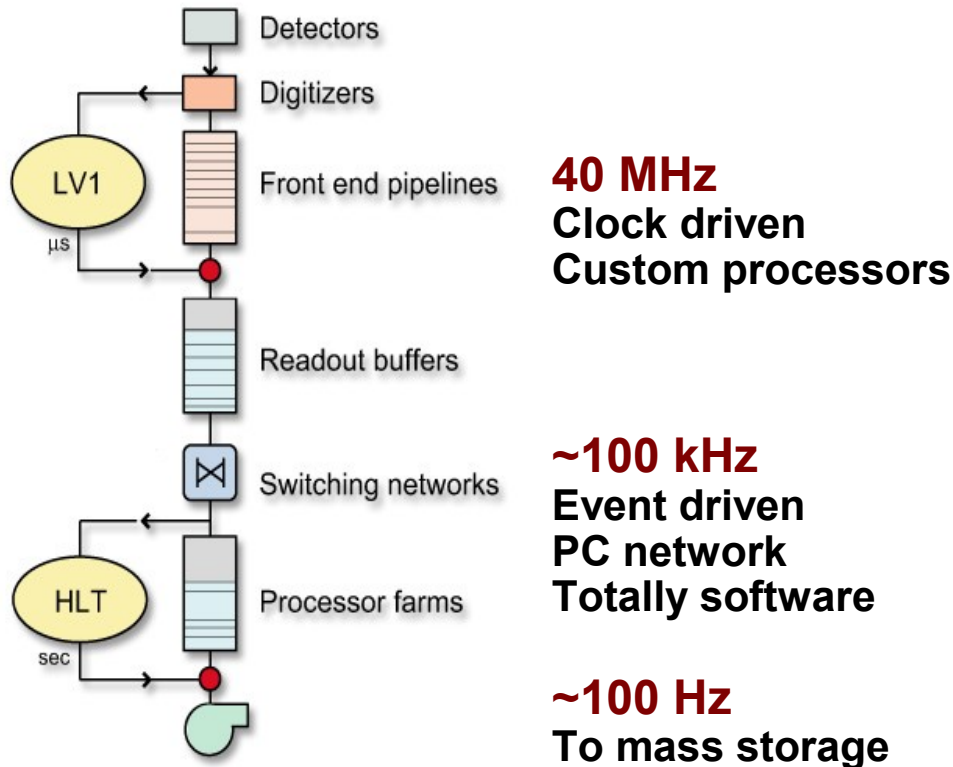 Detectors
Digitizers
LV1
μs
Front end pipelines
40 MHz
Clock driven
Custom processors
Readout buffers
Switching networks
~100 kHz
Event driven
PC network
Totally software
HLT
sec
Processor farms
~100 Hz
To mass storage